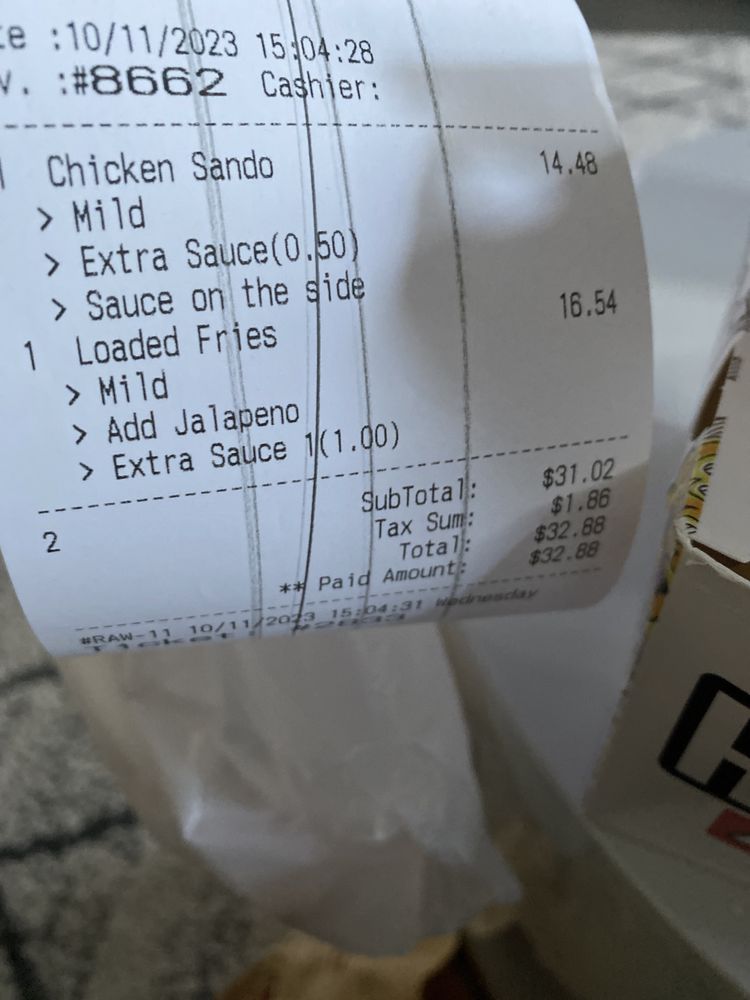 te :10/11/2023 15:04:28
v. :#8662 Cashier:
Chicken Sando 14.48
> Mild
> Extra Sauce(0.50)
> Sauce on the side
1 Loaded Fries 16.54
> Mild
> Add Jalapeno
> Extra Sauce 1(1.00)
2 SubTotal: $31.02
Tax Sum: $1.86
Total: $32.88
** Paid Amount: $32.88
#RAW-11 10/11/2023 15:04:31 Wednesday